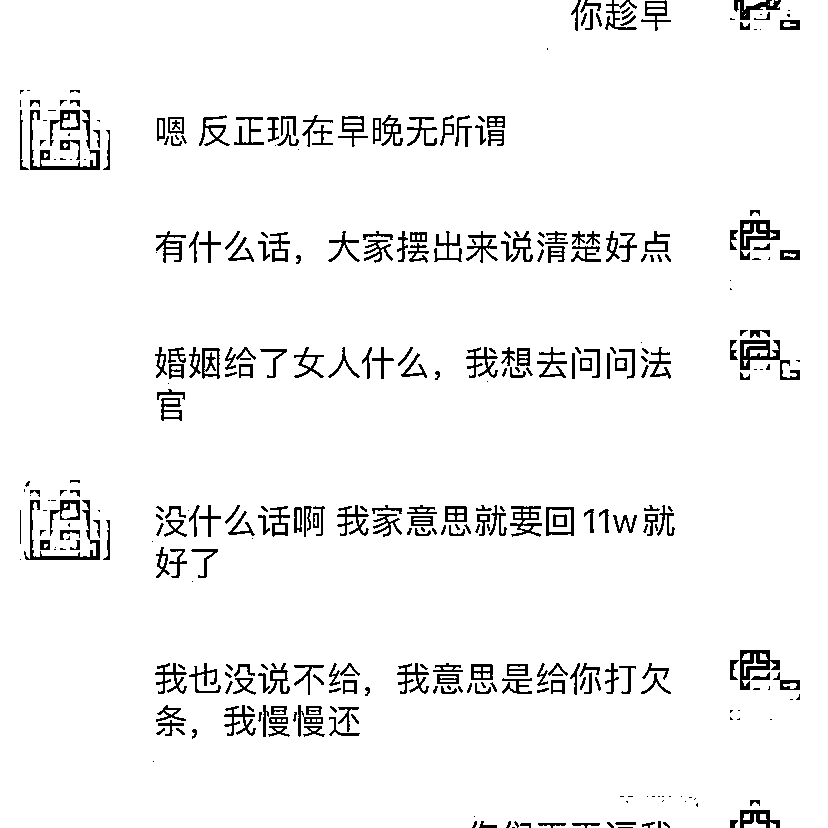 你趁早
嗯 反正现在早晚无所谓
有什么话，大家摆出来说清楚好点
婚姻给了女人什么，我想去问问法
官
没什么话啊 我家意思就要回11w就
好了
我也没说不给，我意思是给你打欠
条，我慢慢还